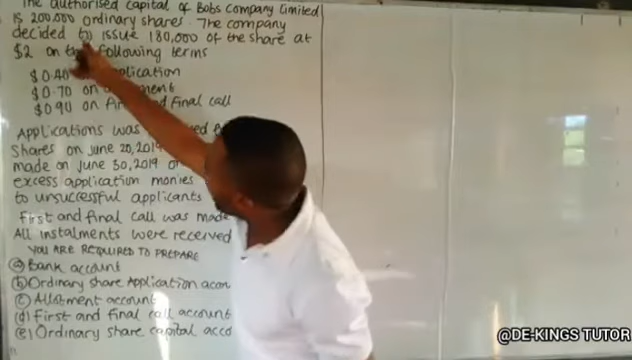 The authorised capital of Bobs Company Limited
is 200,000 ordinary shares. The company
decided to issue 180,000 of the share at
$2 on the following terms
$0.40 application
$0.70 on
$0.90 on final call
Applications was
Shares on June 20, 2019
made on June 30, 2019
excess application monies
to unsuccessful applicants
First and final call was made
All instalments were received
YOU ARE REQUIRED TO PREPARE
(a) Bank account
(b) Ordinary share Application
(c) Allotment account
(d) First and final call account
(e) Ordinary share capital
@DE-KINGS TUTOR